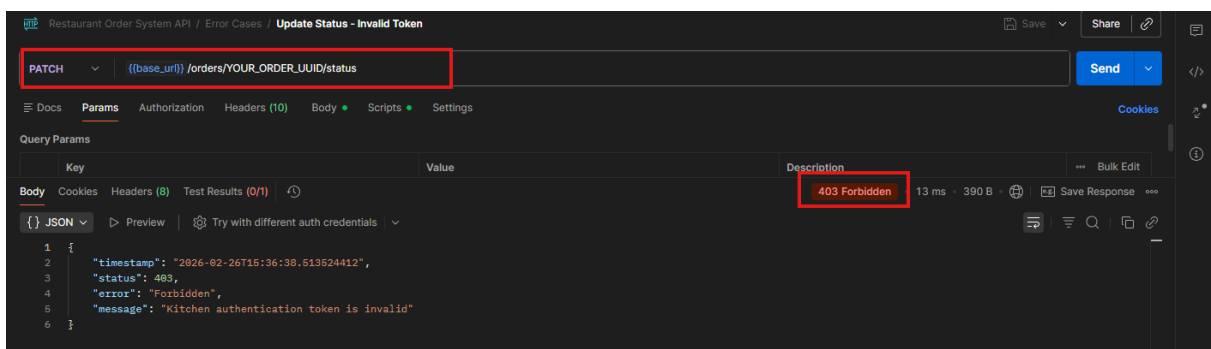 HTTP Restaurant Order System API / Error Cases / Update Status - Invalid Token Save Share
PATCH {{base_url}} /orders/YOUR_ORDER_UUID/status Send
Docs Params Authorization Headers (10) Body Scripts Settings Cookies
Query Params
Key Value Description Bulk Edit
Body Cookies Headers (8) Test Results (0/1) 403 Forbidden 13 ms 390 B e.g. Save Response
{} JSON Preview Try with different auth credentials
1 {
2 "timestamp": "2026-02-26T15:36:38.513524412",
3 "status": 403,
4 "error": "Forbidden",
5 "message": "Kitchen authentication token is invalid"
6 }